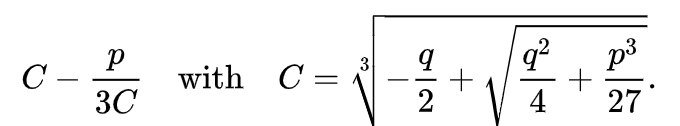 C − p/(3C) with C = ∛(−q/2 + √(q²/4 + p³/27)).